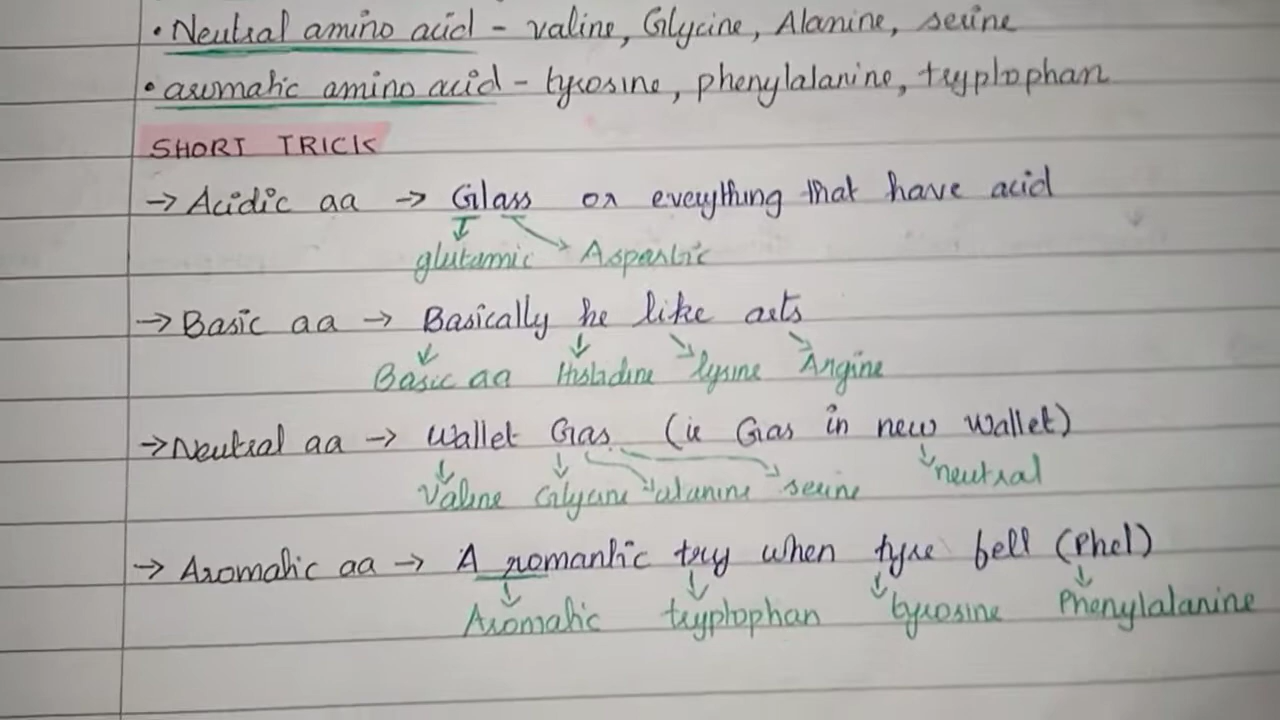 • Neutral amino acid - valine, Glycine, Alanine, serine
• aromatic amino acid - tyrosine, phenylalanine, tryptophan
SHORT TRICK
→ Acidic aa → Glass or everything that have acid
glutamic Aspartic
→ Basic aa → Basically he like arts
Basic aa Histadine lysine Argine
→ Neutral aa → Wallet Gas (ie Gas in new wallet)
Valine Glycine alanine serine neutral
→ Aromatic aa → A romantic try when tyre fell (Phel)
Aromatic tryptophan tyrosine Phenylalanine